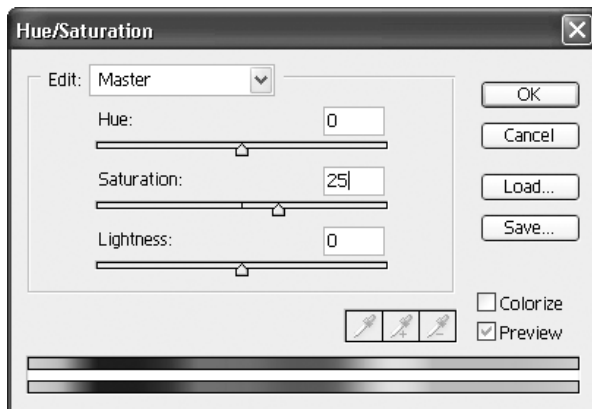 Hue/Saturation
Edit: Master
OK
Hue: 0
Cancel
Saturation: 25
Load...
Save...
Lightness: 0
Colorize
Preview